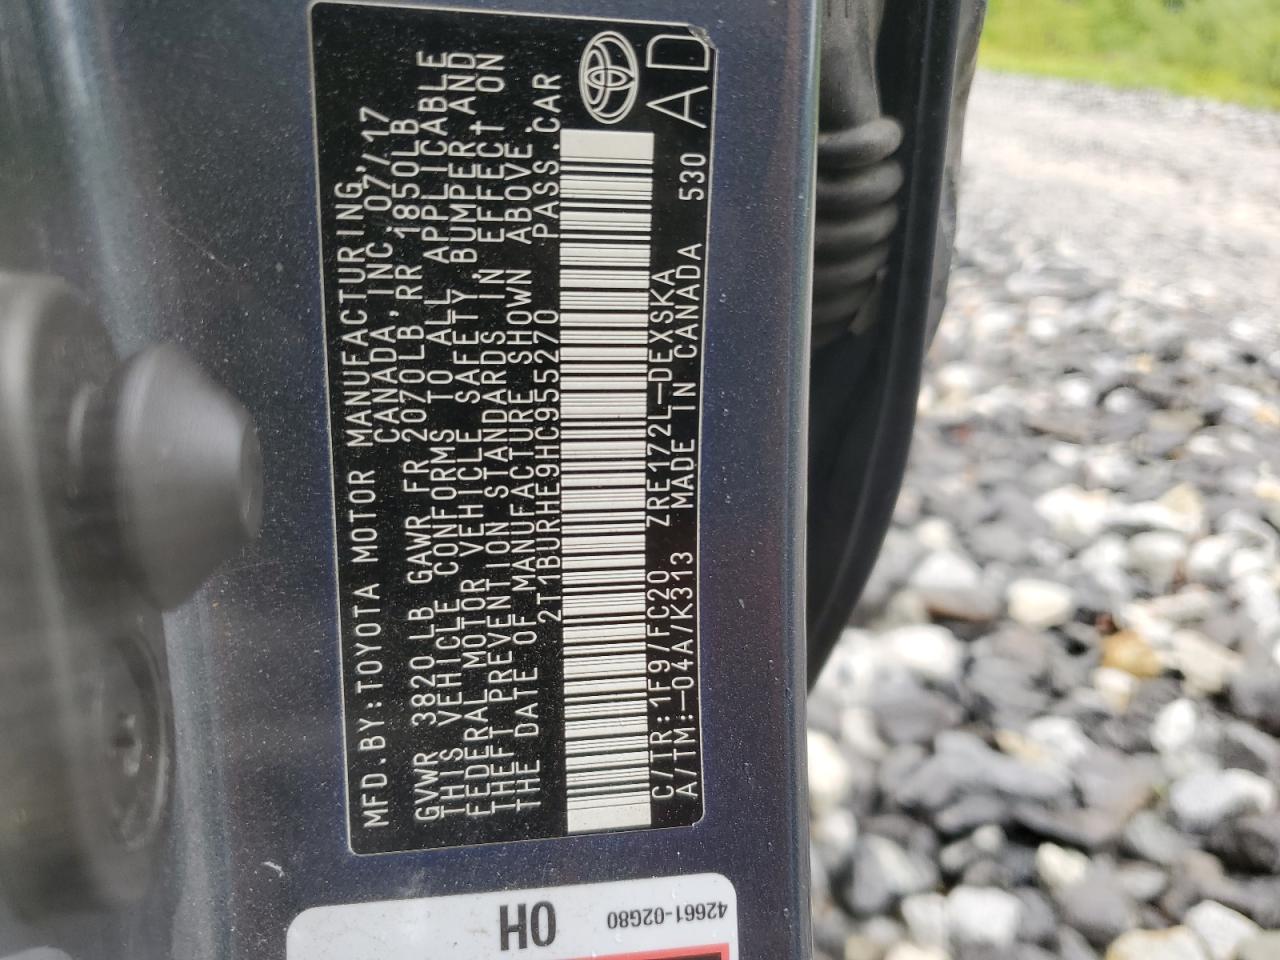 MFD.BY:TOYOTA MOTOR MANUFACTURING,
CANADA,INC.07/17
GVWR 3820LB GAWR FR 2070LB,RR 1850LB
THIS VEHICLE CONFORMS TO ALL APPLICABLE
FEDERAL MOTOR VEHICLE SAFETY,BUMPER,AND
THEFT PREVENTION STANDARDS IN EFFECT ON
THE DATE OF MANUFACTURE SHOWN ABOVE.
2T1BURHE9HC955270 PASS.CAR
C/TR:1F9/FC20 ZRE172L—DEXSKA 530
A/TM:—04A/K313 MADE IN CANADA
AD
42661-02G80
0H